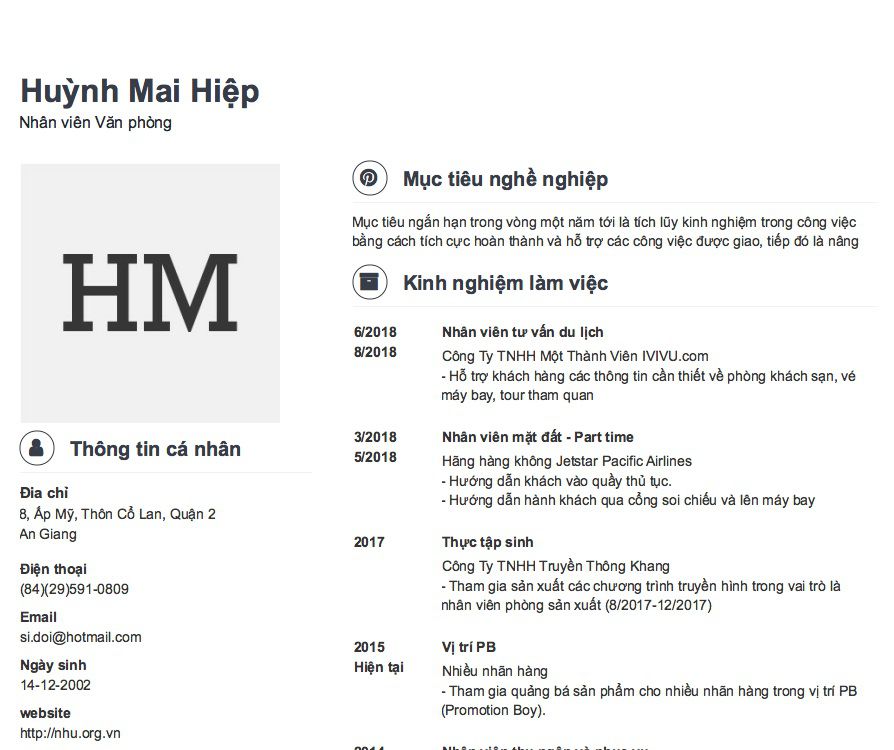 Huỳnh Mai Hiệp
Nhân viên Văn phòng
HM
Thông tin cá nhân
Đia chỉ
8, Ấp Mỹ, Thôn Cổ Lan, Quận 2
An Giang
Điện thoại
(84)(29)591-0809
Email
si.doi@hotmail.com
Ngày sinh
14-12-2002
website
http://nhu.org.vn
Mục tiêu nghề nghiệp
Mục tiêu ngắn hạn trong vòng một năm tới là tích lũy kinh nghiệm trong công việc
bằng cách tích cực hoàn thành và hỗ trợ các công việc được giao, tiếp đó là nâng
Kinh nghiệm làm việc
6/2018
8/2018
Nhân viên tư vấn du lịch
Công Ty TNHH Một Thành Viên IVIVU.com
- Hỗ trợ khách hàng các thông tin cần thiết về phòng khách sạn, vé
máy bay, tour tham quan
3/2018
5/2018
Nhân viên mặt đất - Part time
Hãng hàng không Jetstar Pacific Airlines
- Hướng dẫn khách vào quầy thủ tục.
- Hướng dẫn hành khách qua cổng soi chiếu và lên máy bay
2017
Thực tập sinh
Công Ty TNHH Truyền Thông Khang
- Tham gia sản xuất các chương trình truyền hình trong vai trò là
nhân viên phòng sản xuất (8/2017-12/2017)
2015
Hiện tại
Vị trí PB
Nhiều nhãn hàng
- Tham gia quảng bá sản phẩm cho nhiều nhãn hàng trong vị trí PB
(Promotion Boy).
2014
Nhân viên thu ngân và phục vụ